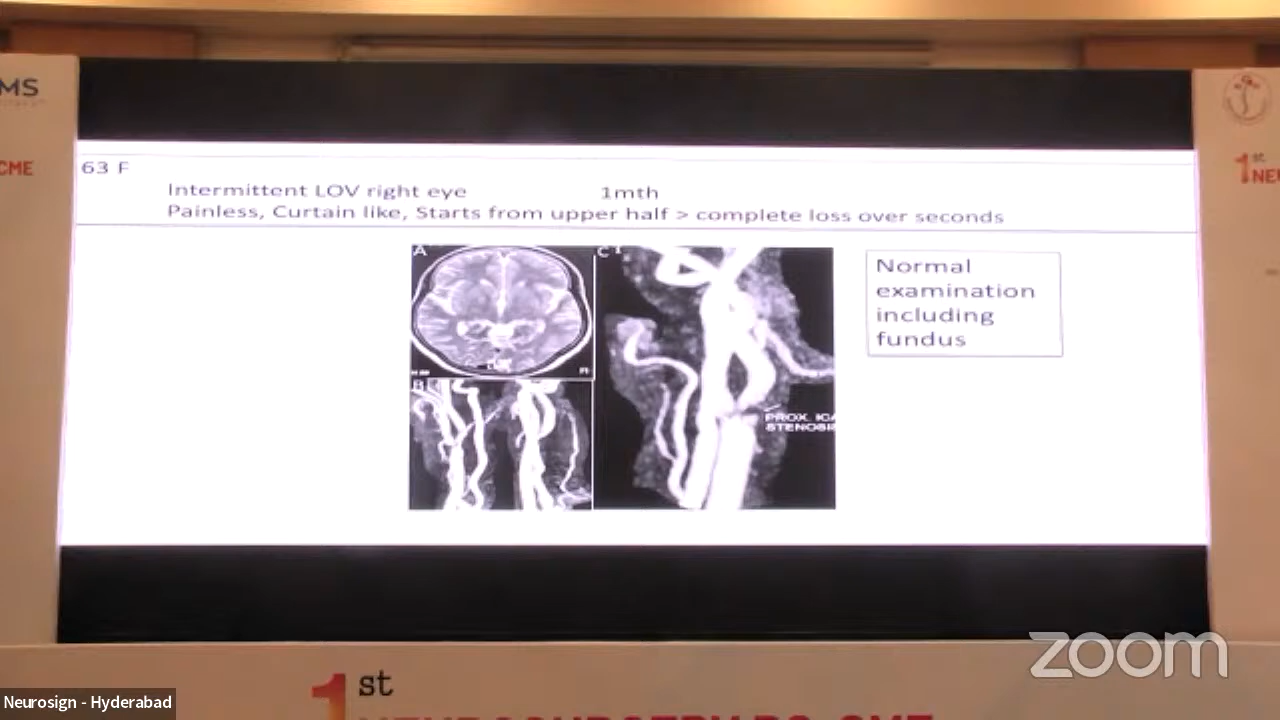 MS
CME
1st
63 F
Intermittent LOV right eye 1mth
Painless, Curtain like, Starts from upper half > complete loss over seconds
A
B
C
PROX. ICA
STENOSIS
Normal
examination
including
fundus
zoom
1st
Neurosign - Hyderabad